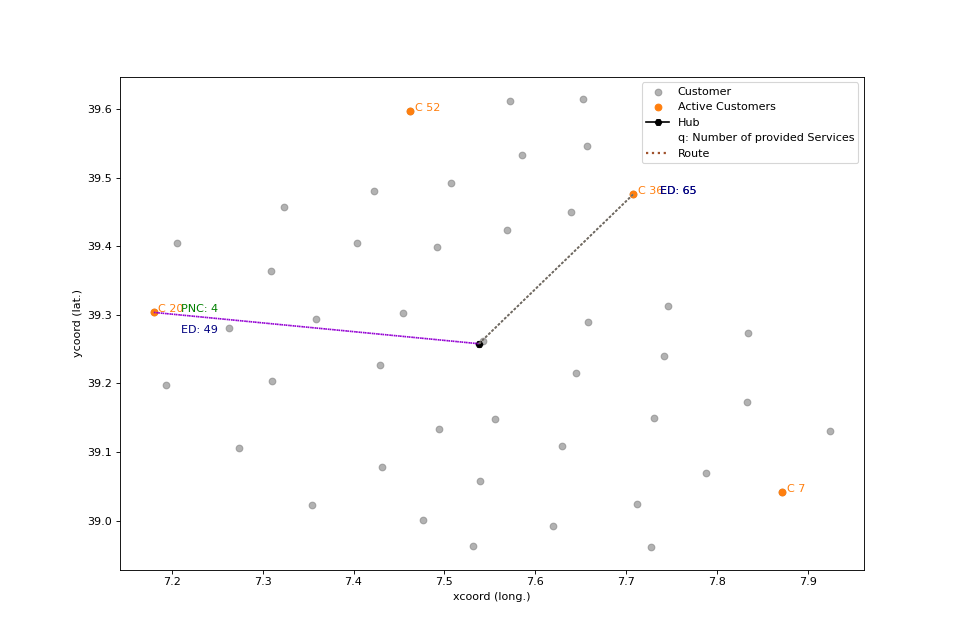 Customer
Active Customers
Hub
q: Number of provided Services
Route
C 52
C 36 ED: 65
C 20 PNC: 4
ED: 49
C 7
39.6
39.5
39.4
39.3
39.2
39.1
39.0
ycoord (lat.)
7.2 7.3 7.4 7.5 7.6 7.7 7.8 7.9
xcoord (long.)